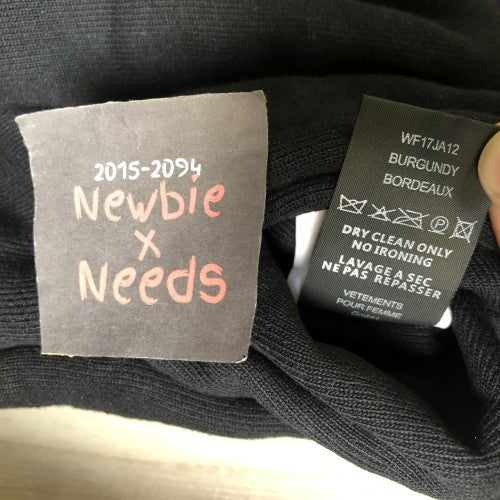 2015-2094
Newbie
x
Needs
WF17JA12
BURGUNDY
BORDEAUX
DRY CLEAN ONLY
NO IRONING
LAVAGE A SEC
NE PAS REPASSER
VETEMENTS
POUR FEMME
GmbH